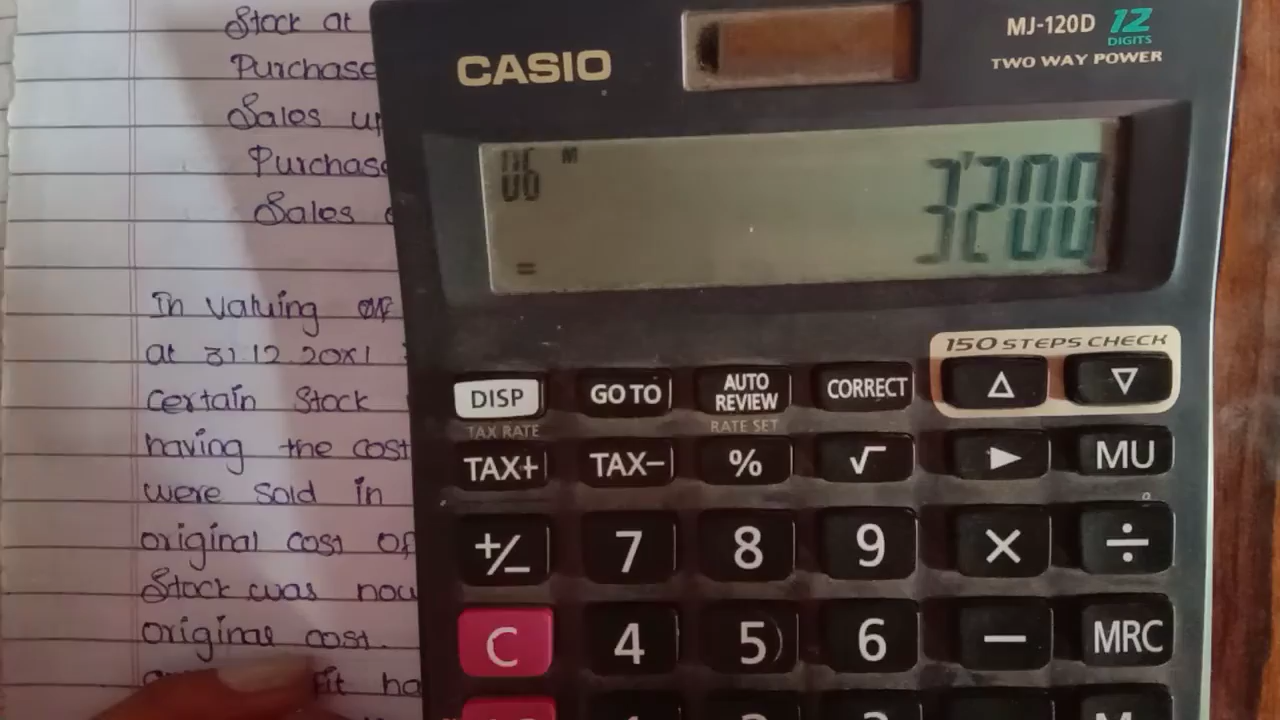 Stock at
Purchase
Sales
Purchase
Sales
In valuing
at 31.12.20X1
certain Stock
having the cost
were sold in
original cost of
Stock was
original cost.
CASIO
MJ-120D 12
DIGITS
TWO WAY POWER
06 M
3'200
=
150 STEPS CHECK
DISP GO TO AUTO REVIEW CORRECT △ ▽
TAX RATE RATE SET
TAX+ TAX− % √ ▶ MU
+/− 7 8 9 × ÷
C 4 5 6 − MRC